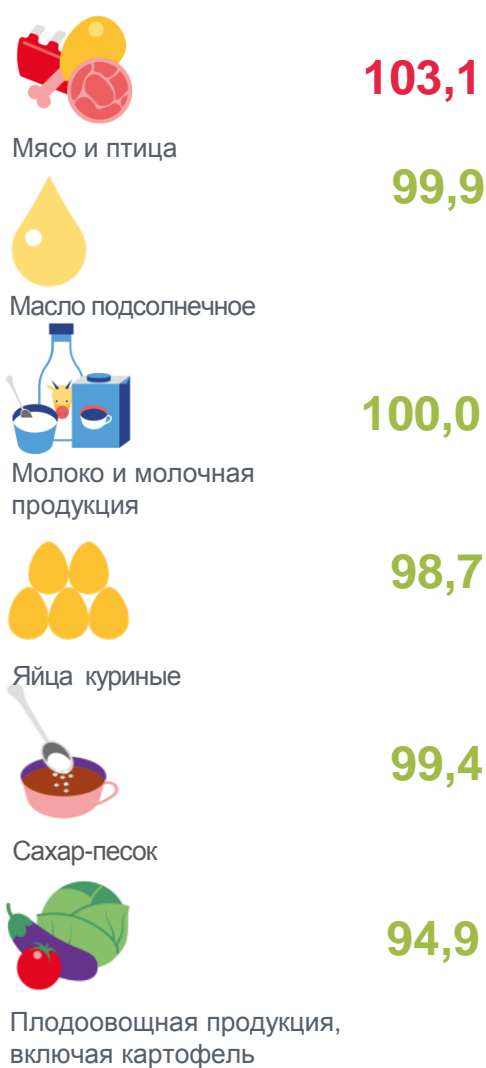 103,1
Мясо и птица
99,9
Масло подсолнечное
100,0
Молоко и молочная
продукция
98,7
Яйца куриные
99,4
Сахар-песок
94,9
Плодоовощная продукция,
включая картофель